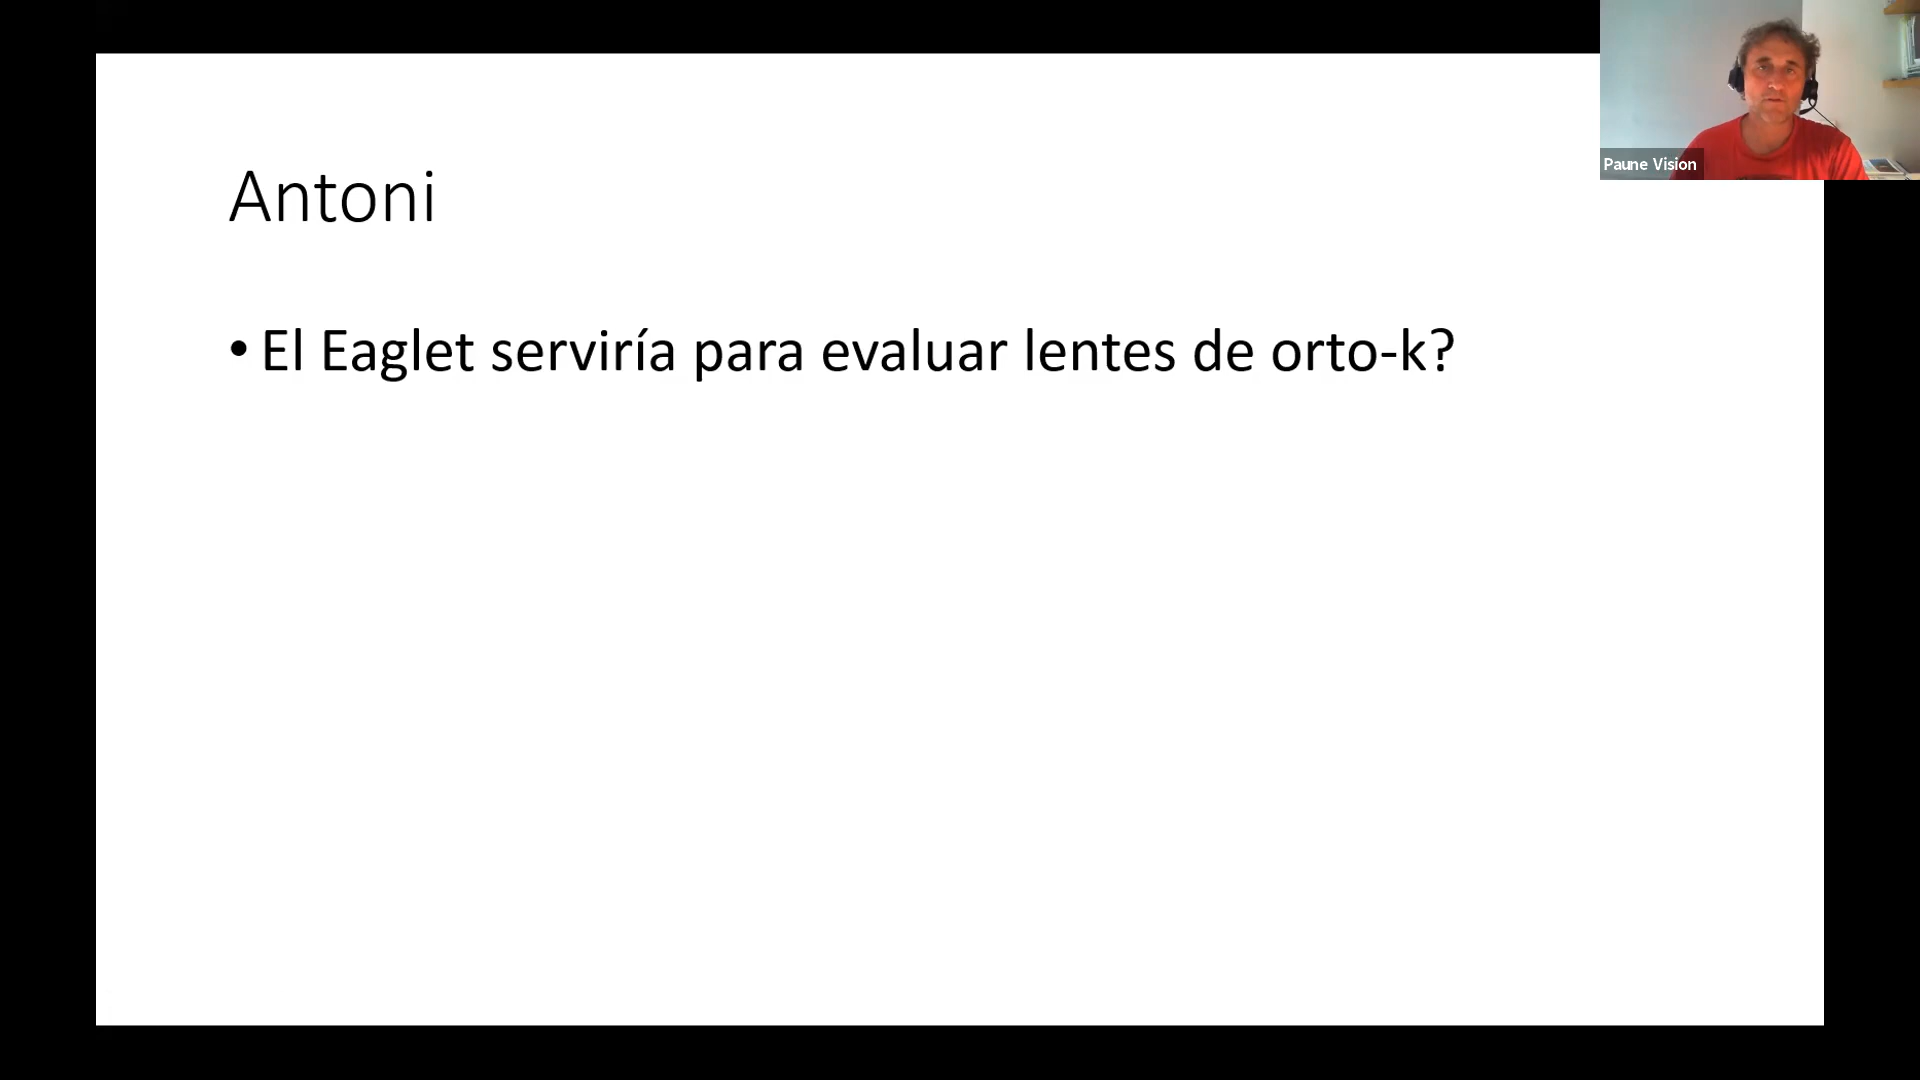 Paune Vision
Antoni
• El Eaglet serviría para evaluar lentes de orto-k?